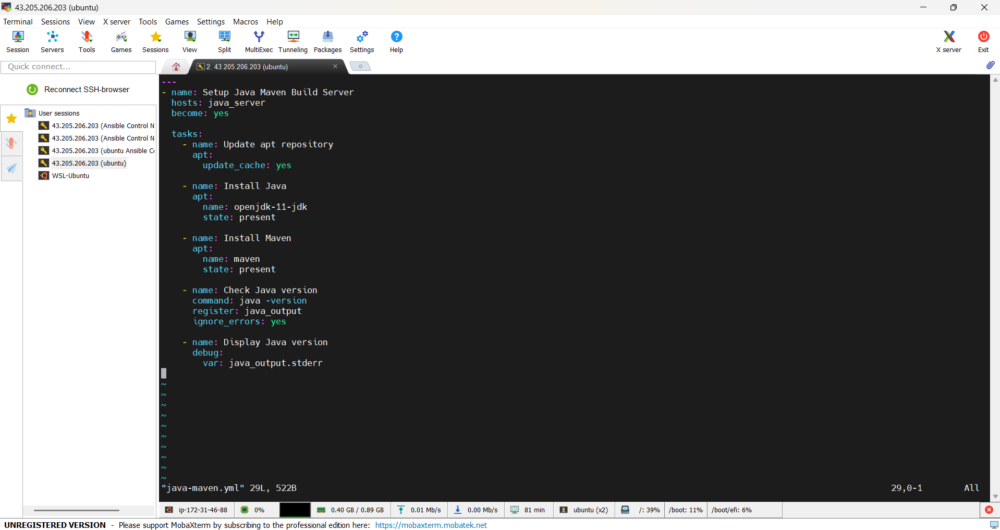 43.205.206.203 (ubuntu)
Terminal Sessions View X server Tools Games Settings Macros Help
Session Servers Tools Games Sessions View Split MultiExec Tunneling Packages Settings Help X server Exit
Quick connect...
2. 43.205.206.203 (ubuntu)
Reconnect SSH-browser
User sessions
43.205.206.203 (Ansible Control N
43.205.206.203 (Ansible Control N
43.205.206.203 (ubuntu Ansible Co
43.205.206.203 (ubuntu)
WSL-Ubuntu
---
- name: Setup Java Maven Build Server
  hosts: java_server
  become: yes

  tasks:
    - name: Update apt repository
      apt:
        update_cache: yes

    - name: Install Java
      apt:
        name: openjdk-11-jdk
        state: present

    - name: Install Maven
      apt:
        name: maven
        state: present

    - name: Check Java version
      command: java -version
      register: java_output
      ignore_errors: yes

    - name: Display Java version
      debug:
        var: java_output.stderr

~
~
~
~
~
~
~
~
~
~
"java-maven.yml" 29L, 522B 29,0-1 All
ip-172-31-46-88 0% 0.40 GB / 0.89 GB 0.01 Mb/s 0.00 Mb/s 81 min ubuntu (x2) /: 39% /boot: 11% /boot/efi: 6%
UNREGISTERED VERSION - Please support MobaXterm by subscribing to the professional edition here: https://mobaxterm.mobatek.net